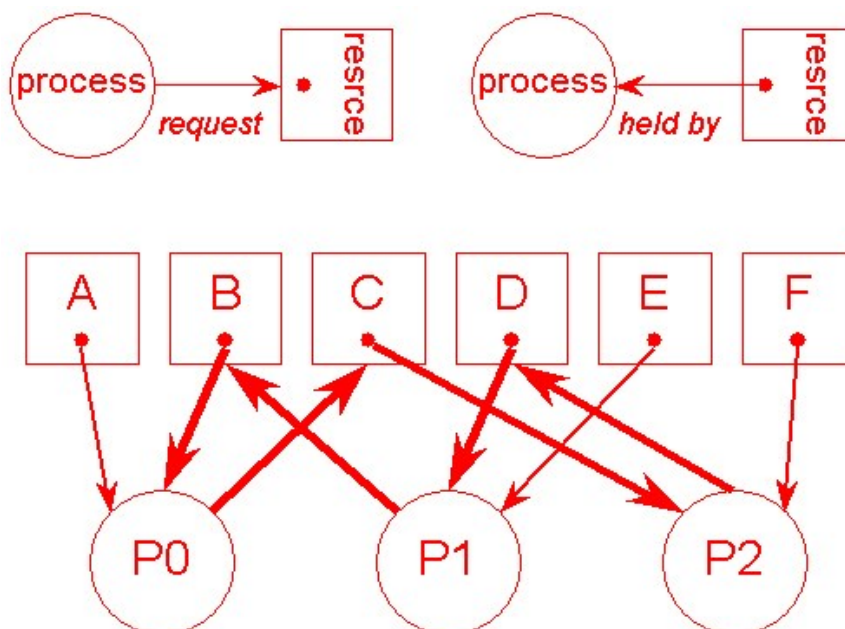 process
resrce
request
process
resrce
held by
A B C D E F
P0 P1 P2